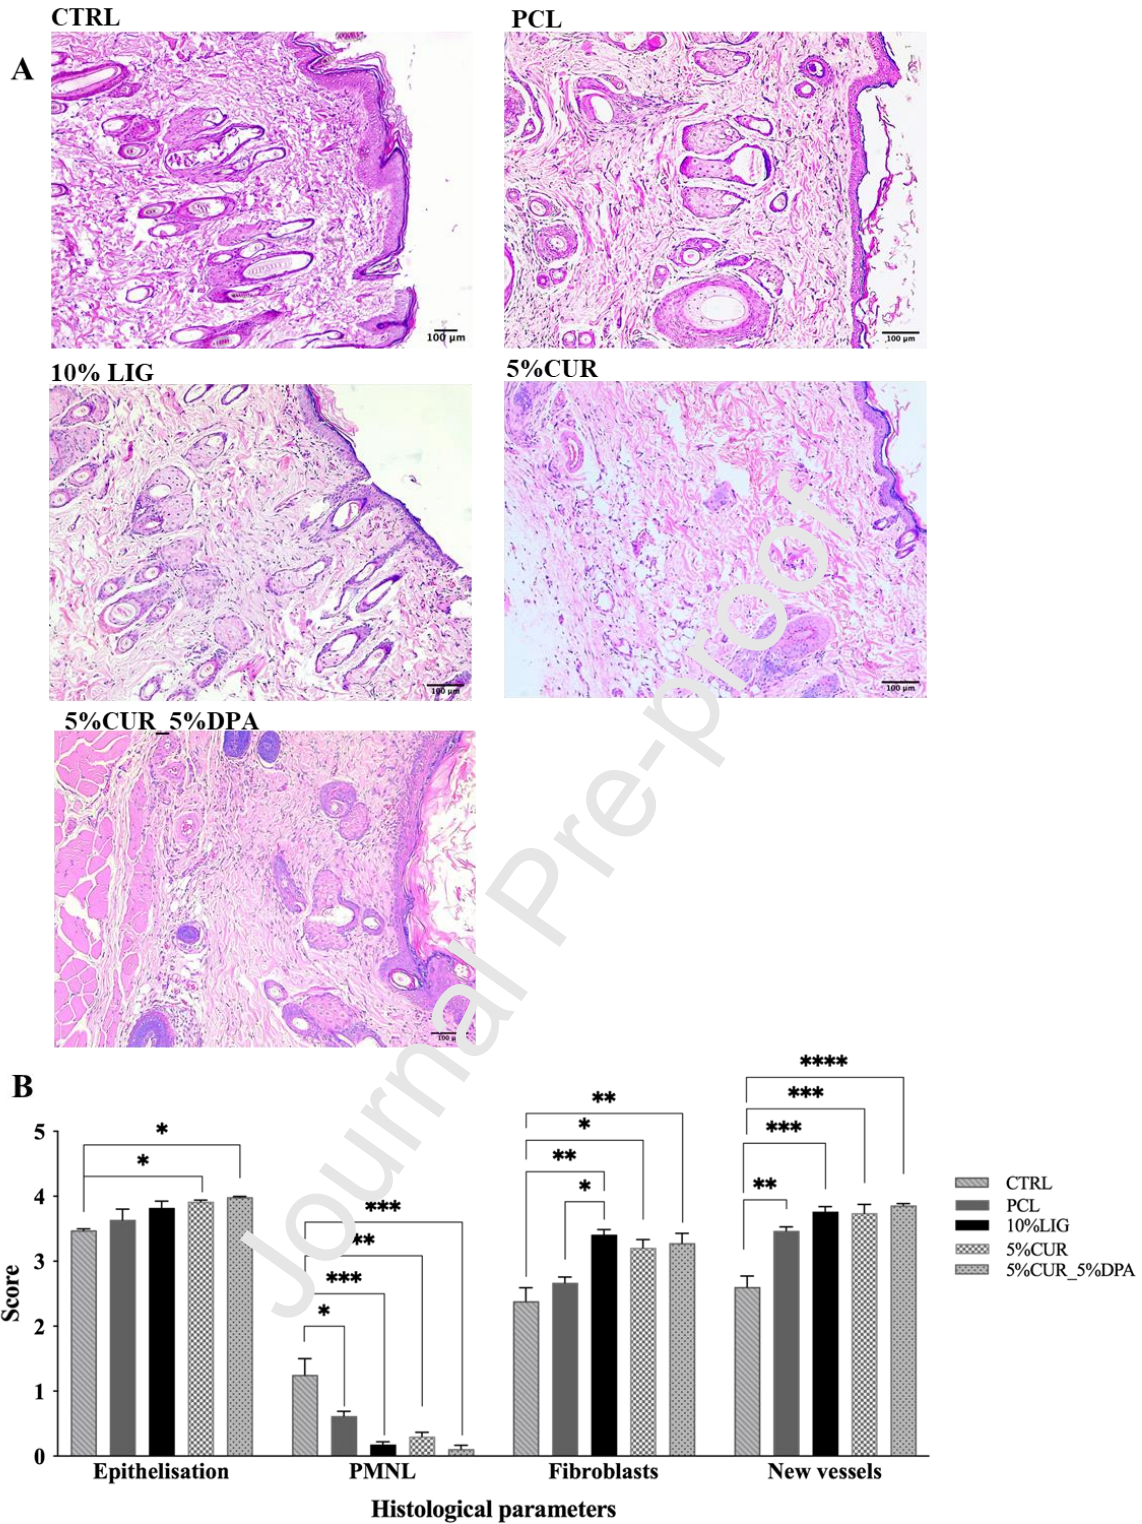 CTRL
PCL
A
100 μm
100 μm
10% LIG
5%CUR
100 μm
100 μm
5%CUR_5%DPA
100 μm
Journal Pre-proof
B
****
***
***
**
**
*
**
*
*
*
***
**
***
*
5
4
3
2
1
0
Score
Epithelisation
PMNL
Fibroblasts
New vessels
Histological parameters
CTRL
PCL
10%LIG
5%CUR
5%CUR_5%DPA